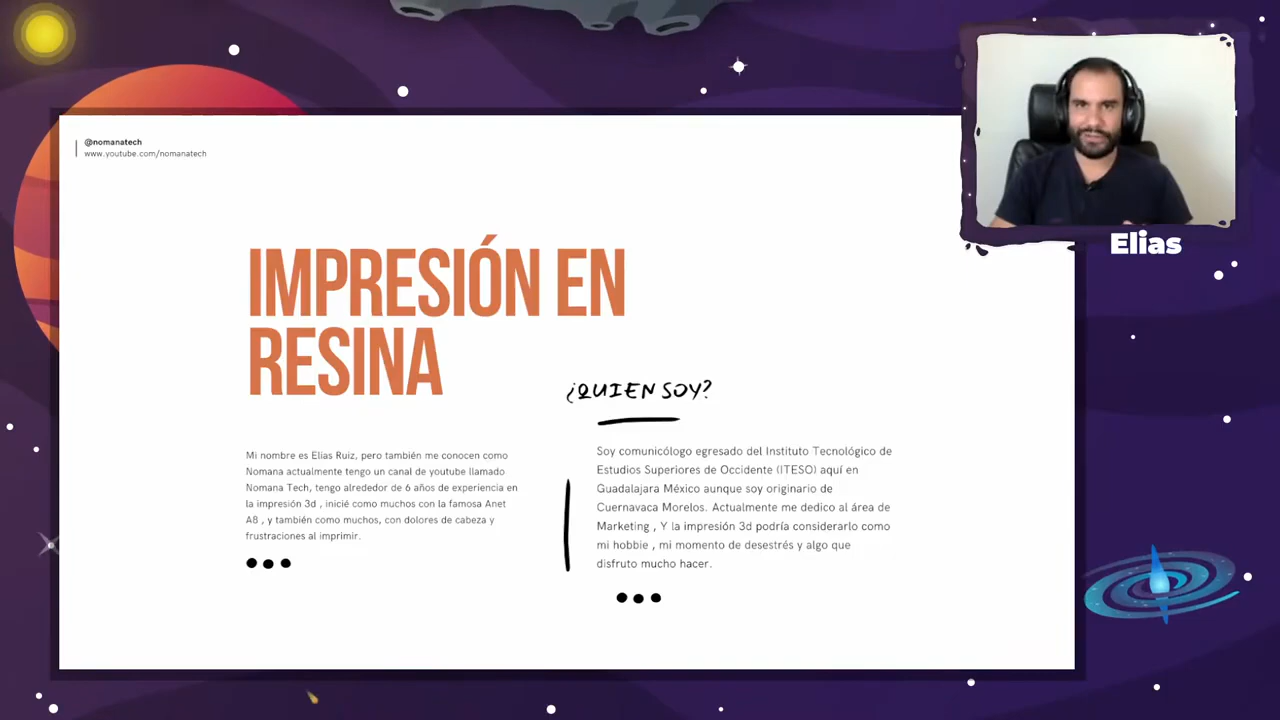 @nomanatech
www.youtube.com/nomanatech
Elias
IMPRESIÓN EN
RESINA
Mi nombre es Elias Ruiz, pero también me conocen como
Nomana actualmente tengo un canal de youtube llamado
Nomana Tech, tengo alrededor de 6 años de experiencia en
la impresión 3d , inicié como muchos con la famosa Anet
A8 , y también como muchos, con dolores de cabeza y
frustraciones al imprimir.
¿QUIEN SOY?
Soy comunicólogo egresado del Instituto Tecnológico de
Estudios Superiores de Occidente (ITESO) aquí en
Guadalajara México aunque soy originario de
Cuernavaca Morelos. Actualmente me dedico al área de
Marketing , Y la impresión 3d podría considerarlo como
mi hobbie , mi momento de desestrés y algo que
disfruto mucho hacer.